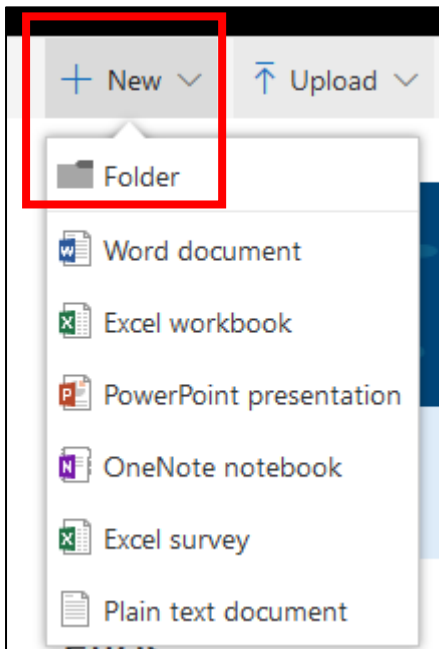 New Upload
Folder
Word document
Excel workbook
PowerPoint presentation
OneNote notebook
Excel survey
Plain text document